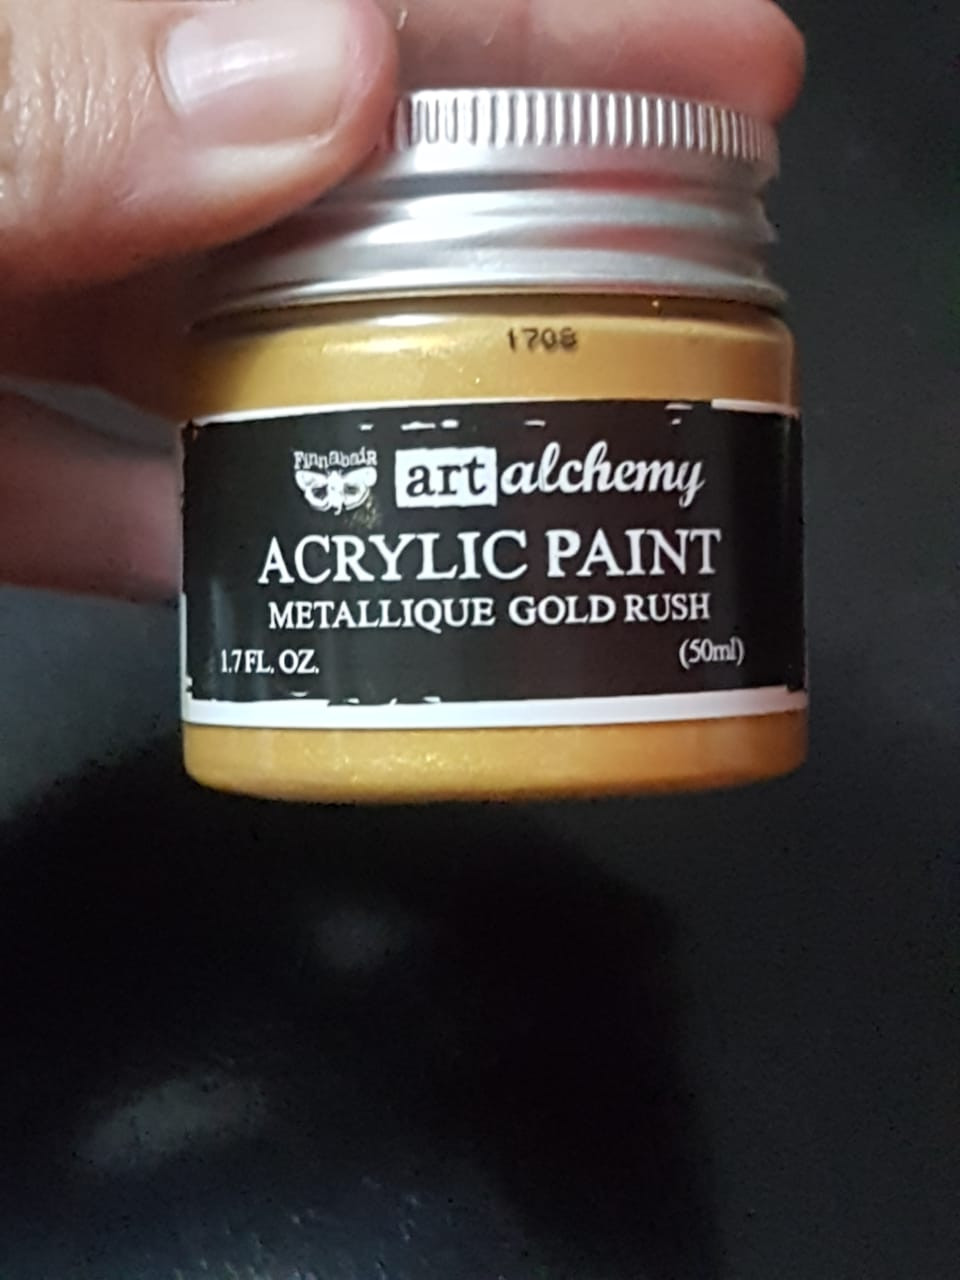 1708
FinnabaiR
art alchemy
ACRYLIC PAINT
METALLIQUE GOLD RUSH
1.7 FL. OZ.
(50ml)